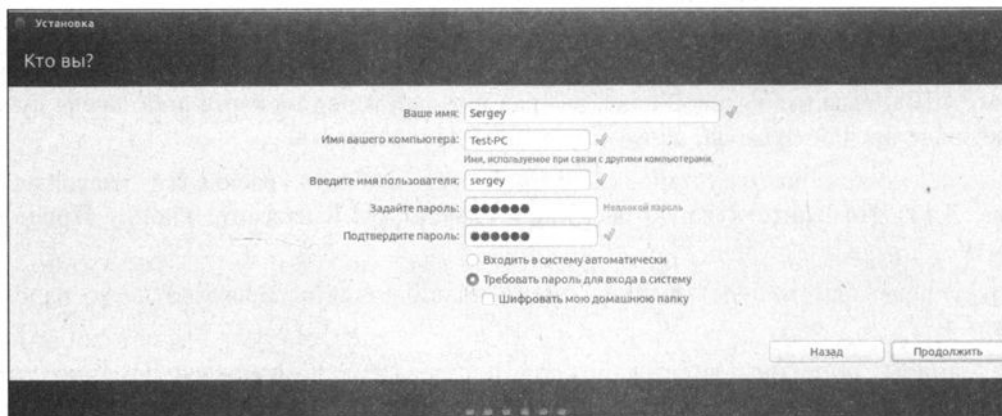 Установка
Кто вы?
Ваше имя: Sergey
Имя вашего компьютера: Test-PC
Имя, используемое при связи с другими компьютерами.
Введите имя пользователя: sergey
Задайте пароль: ●●●●●● Неплохой пароль
Подтвердите пароль: ●●●●●●
Входить в систему автоматически
Требовать пароль для входа в систему
Шифровать мою домашнюю папку
Назад Продолжить